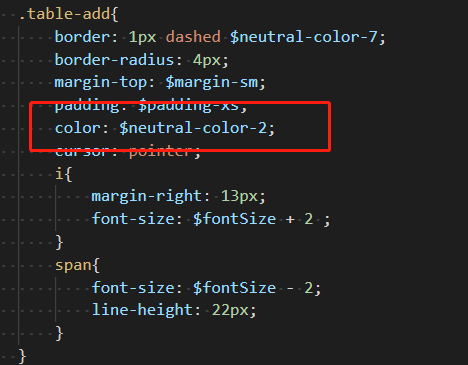 .table-add{
border: 1px dashed $neutral-color-7;
border-radius: 4px;
margin-top: $margin-sm;
padding: $padding-xs;
color: $neutral-color-2;
cursor: pointer;
i{
margin-right: 13px;
font-size: $fontSize + 2 ;
}
span{
font-size: $fontSize - 2;
line-height: 22px;
}
}